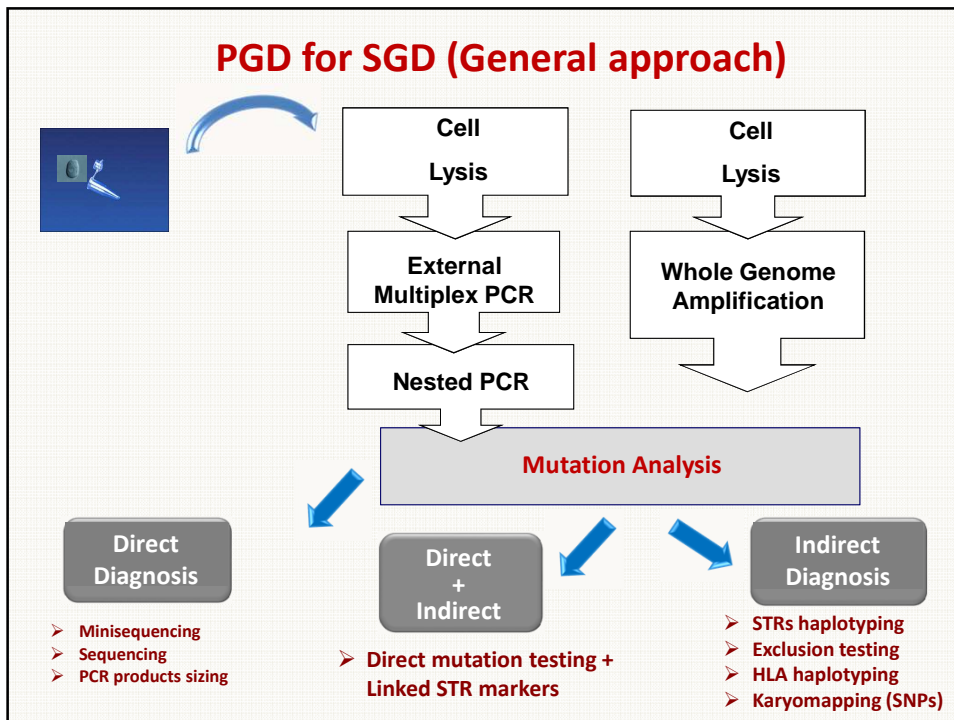 PGD for SGD (General approach)
Cell
Lysis
External
Multiplex PCR
Nested PCR
Cell
Lysis
Whole Genome
Amplification
Mutation Analysis
Direct
Diagnosis
➢ Minisequencing
➢ Sequencing
➢ PCR products sizing
Direct
+
Indirect
➢ Direct mutation testing +
Linked STR markers
Indirect
Diagnosis
➢ STRs haplotyping
➢ Exclusion testing
➢ HLA haplotyping
➢ Karyomapping (SNPs)